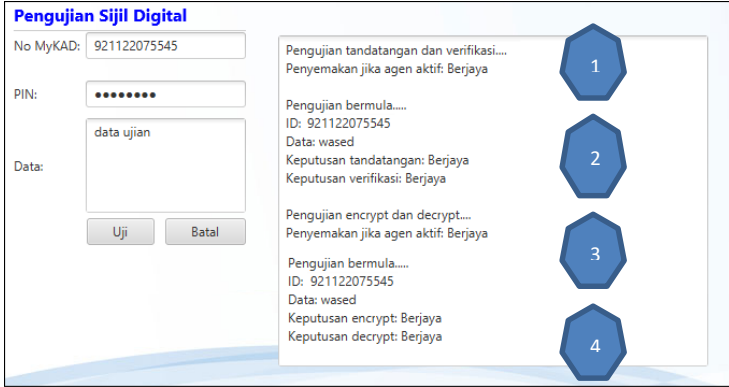 Pengujian Sijil Digital
No MyKAD: 921122075545
PIN: ●●●●●●●●
Data: data ujian
Uji Batal
Pengujian tandatangan dan verifikasi....
Penyemakan jika agen aktif: Berjaya
1
Pengujian bermula.....
ID: 921122075545
Data: wased
Keputusan tandatangan: Berjaya
Keputusan verifikasi: Berjaya
2
Pengujian encrypt dan decrypt....
Penyemakan jika agen aktif: Berjaya
3
Pengujian bermula.....
ID: 921122075545
Data: wased
Keputusan encrypt: Berjaya
Keputusan decrypt: Berjaya
4